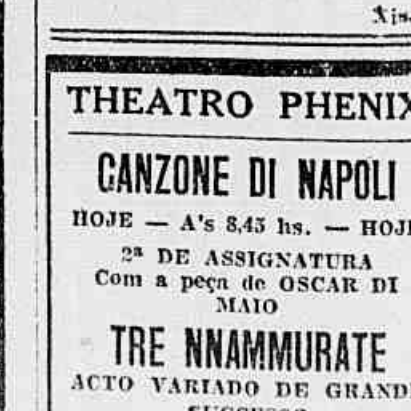 THEATRO PHENIX
CANZONE DI NAPOLI
HOJE — A's 8,45 hs. — HOJE
2ª DE ASSIGNATURA
Com a peça de OSCAR DI
MAIO
TRE NNAMMURATE
ACTO VARIADO DE GRANDE
SUCCESSO